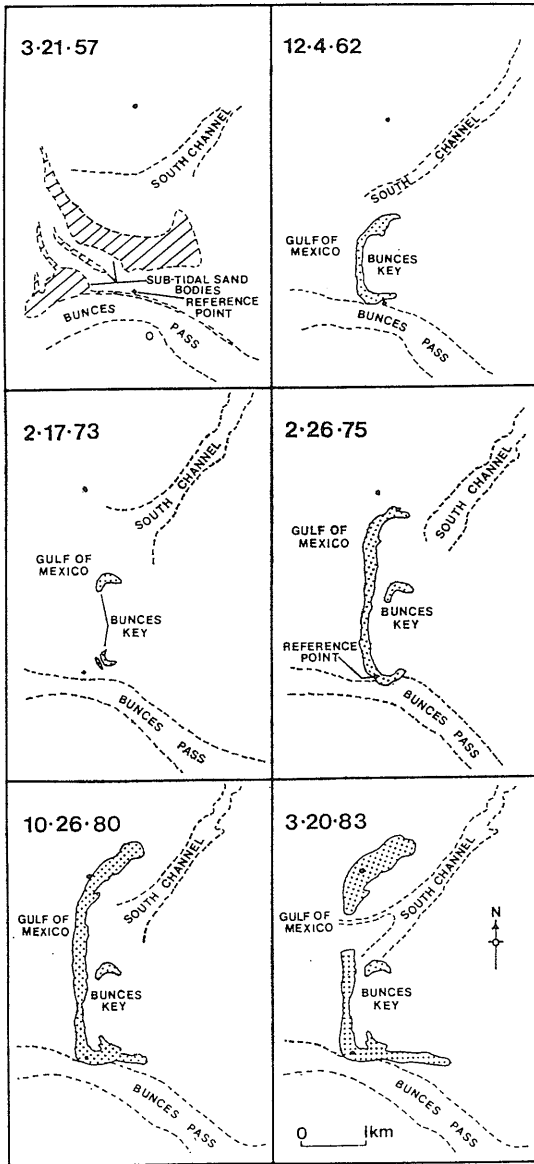 3·21·57
SOUTH CHANNEL
SUB-TIDAL SAND
BODIES
REFERENCE
POINT
BUNCES
PASS
12·4·62
SOUTH CHANNEL
GULF OF
MEXICO
BUNCES
KEY
BUNCES
PASS
2·17·73
SOUTH CHANNEL
GULF OF
MEXICO
BUNCES
KEY
BUNCES PASS
2·26·75
SOUTH CHANNEL
GULF OF
MEXICO
BUNCES
KEY
REFERENCE
POINT
BUNCES PASS
10·26·80
SOUTH CHANNEL
GULF OF
MEXICO
BUNCES
KEY
BUNCES PASS
3·20·83
SOUTH CHANNEL
GULF OF
MEXICO
N
BUNCES
KEY
BUNCES PASS
0 1km